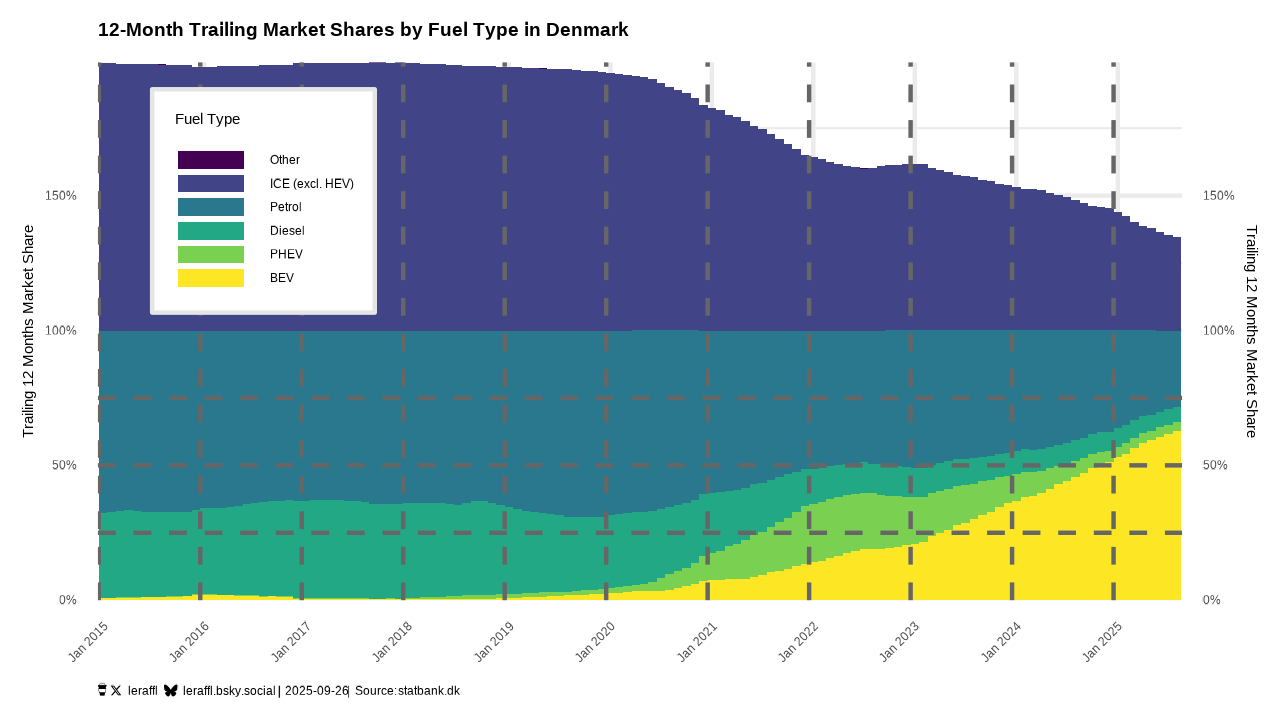 12-Month Trailing Market Shares by Fuel Type in Denmark
Fuel Type
Other
ICE (excl. HEV)
Petrol
Diesel
PHEV
BEV
Trailing 12 Months Market Share
150%
100%
50%
0%
150%
100%
50%
0%
Trailing 12 Months Market Share
Jan 2015
Jan 2016
Jan 2017
Jan 2018
Jan 2019
Jan 2020
Jan 2021
Jan 2022
Jan 2023
Jan 2024
Jan 2025
leraffl leraffl.bsky.social | 2025-09-26| Source:statbank.dk